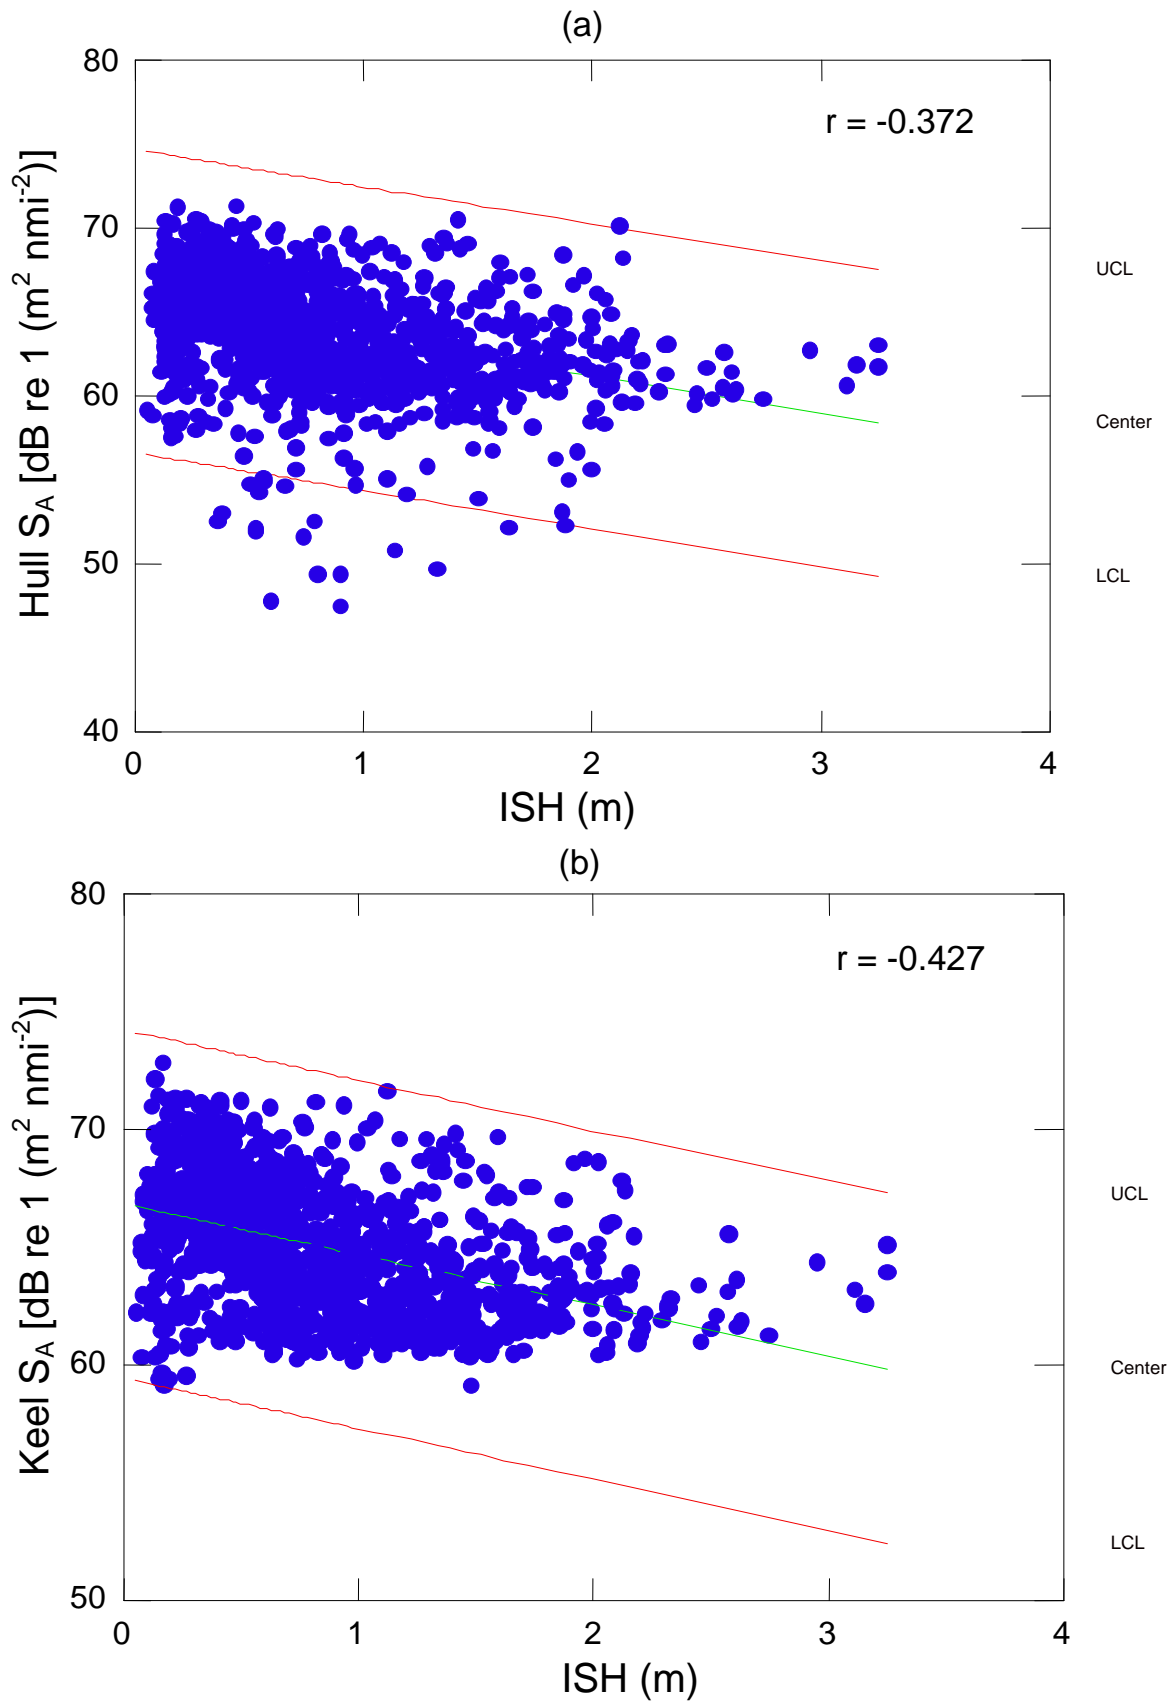 (a)
80
r = -0.372
70
UCL
60
Center
50
LCL
40
Hull S_A [dB re 1 (m² nmi⁻²)]
0 1 2 3 4
ISH (m)
(b)
80
r = -0.427
70
UCL
60
Center
LCL
50
Keel S_A [dB re 1 (m² nmi⁻²)]
0 1 2 3 4
ISH (m)